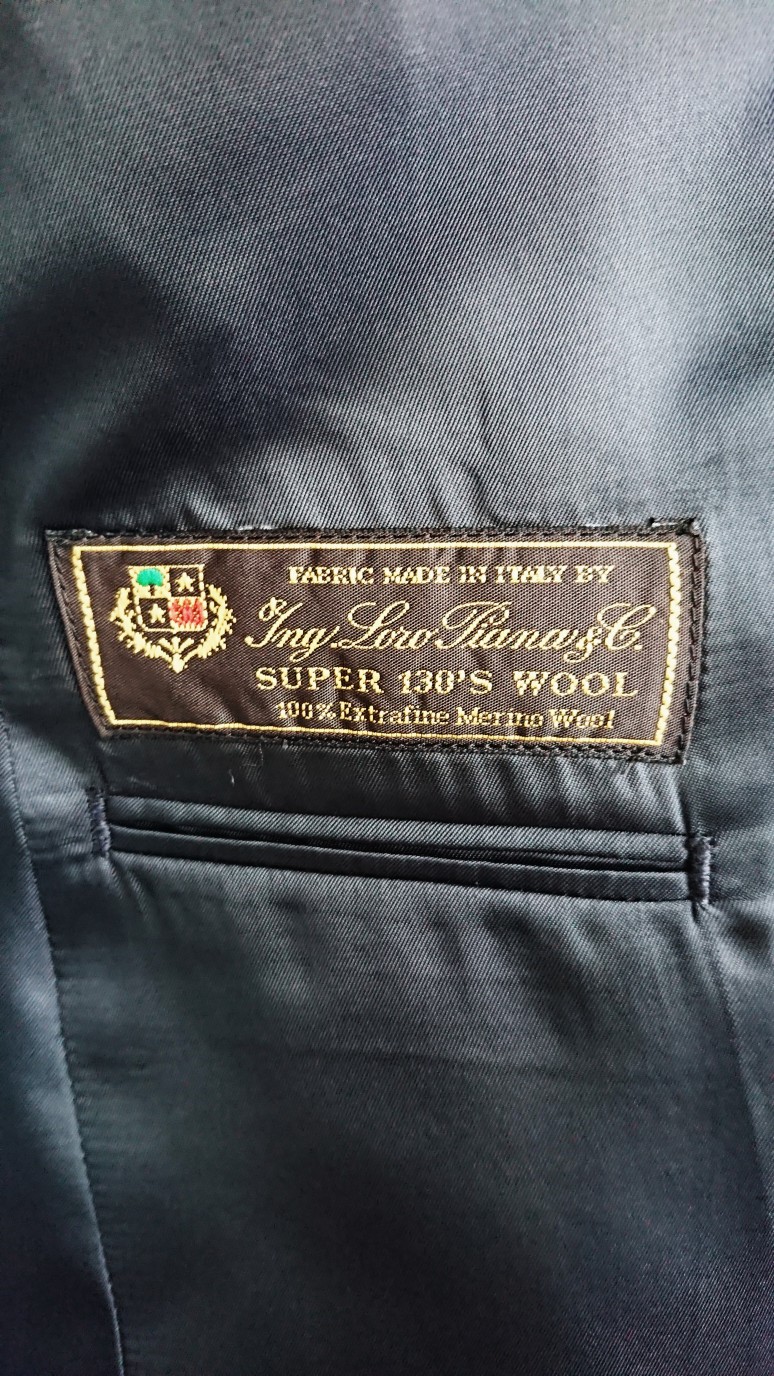 FABRIC MADE IN ITALY BY
Ing. Loro Piana & C.
SUPER 130'S WOOL
100% Extrafine Merino Wool